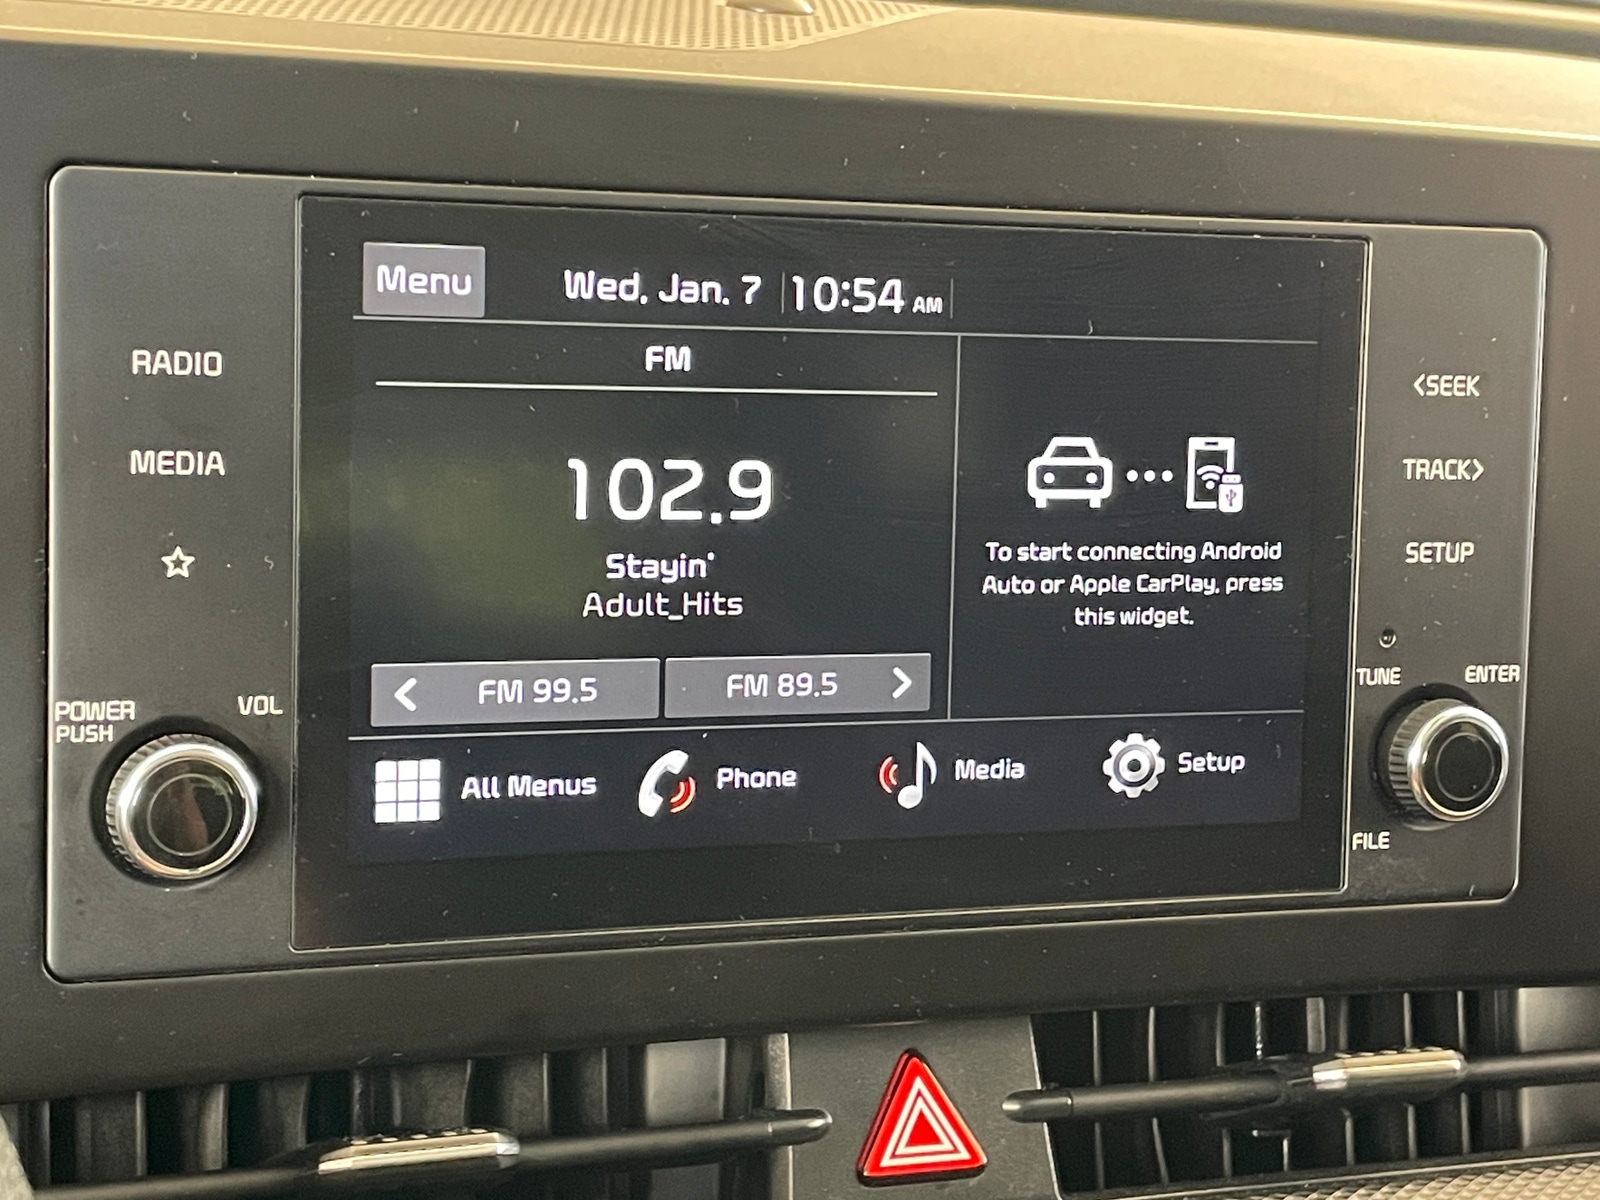 Menu
Wed, Jan. 7
10:54 AM
RADIO
MEDIA
POWER
PUSH
VOL
FM
102.9
Stayin'
Adult_Hits
FM 99.5
FM 89.5
To start connecting Android
Auto or Apple CarPlay, press
this widget.
All Menus
Phone
Media
Setup
<SEEK
TRACK>
SETUP
TUNE
ENTER
FILE